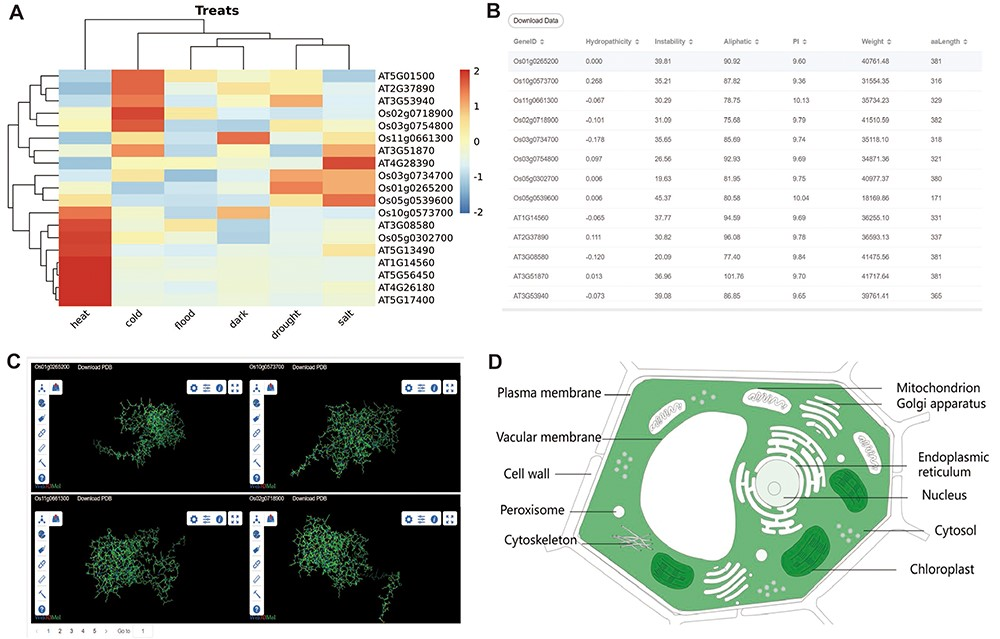 A
Treats
AT5G01500
AT2G37890
AT3G53940
Os02g0718900
Os03g0754800
Os11g0661300
AT3G51870
AT4G28390
Os03g0734700
Os01g0265200
Os05g0539600
Os10g0573700
AT3G08580
Os05g0302700
AT5G13490
AT1G14560
AT5G56450
AT4G26180
AT5G17400
2
1
0
-1
-2
heat
cold
flood
dark
drought
salt
B
Download Data
GeneID Hydropathicity Instability Aliphatic PI Weight aaLength
Os01g0265200 0.000 39.81 90.92 9.60 40761.48 381
Os10g0573700 0.268 35.21 87.82 9.36 31554.35 316
Os11g0661300 -0.067 30.29 78.75 10.13 35734.23 329
Os02g0718900 -0.101 31.09 75.68 9.79 41510.59 382
Os03g0734700 -0.178 35.65 85.69 9.74 35118.10 318
Os03g0754800 0.097 26.56 92.93 9.69 34871.36 321
Os05g0302700 0.006 19.63 81.95 9.75 40977.37 380
Os05g0539600 0.006 45.37 80.58 10.04 18169.86 171
AT1G14560 -0.065 37.77 94.59 9.69 36255.10 331
AT2G37890 0.111 30.82 96.08 9.78 36593.13 337
AT3G08580 -0.120 20.09 77.40 9.84 41475.56 381
AT3G51870 0.013 36.96 101.76 9.70 41717.64 381
AT3G53940 -0.073 39.08 86.85 9.65 39761.41 365
C
Os01g0265200 Download PDB
Os10g0573700 Download PDB
Os11g0661300 Download PDB
Os02g0718900 Download PDB
1 2 3 4 5 Go to 1
D
Plasma membrane
Vacular membrane
Cell wall
Peroxisome
Cytoskeleton
Mitochondrion
Golgi apparatus
Endoplasmic
reticulum
Nucleus
Cytosol
Chloroplast